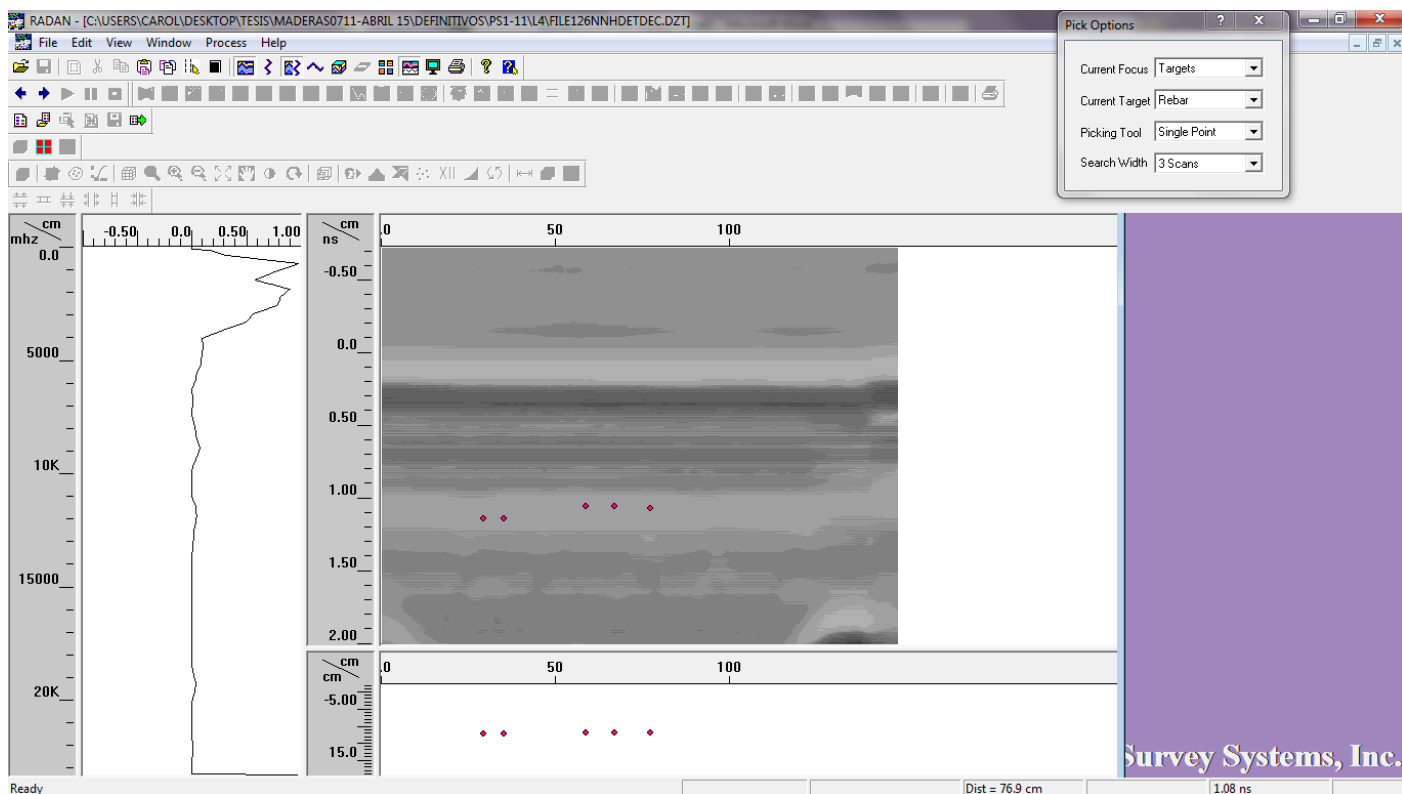 RADAN - [C:\USERS\CAROL\DESKTOP\TESIS\MADERAS0711-ABRIL 15\DEFINITIVOS\PS1-11\L4\FILE126NNHDETDEC.DZT]
File Edit View Window Process Help
Pick Options
Current Focus Targets
Current Target Rebar
Picking Tool Single Point
Search Width 3 Scans
cm
mhz
0.0
5000
10K
15000
20K
-0.50 0.0 0.50 1.00
cm
ns
.0 50 100
-0.50
0.0
0.50
1.00
1.50
2.00
cm
cm
.0 50 100
-5.00
15.0
Survey Systems, Inc.
Ready
Dist = 76.9 cm
1.08 ns